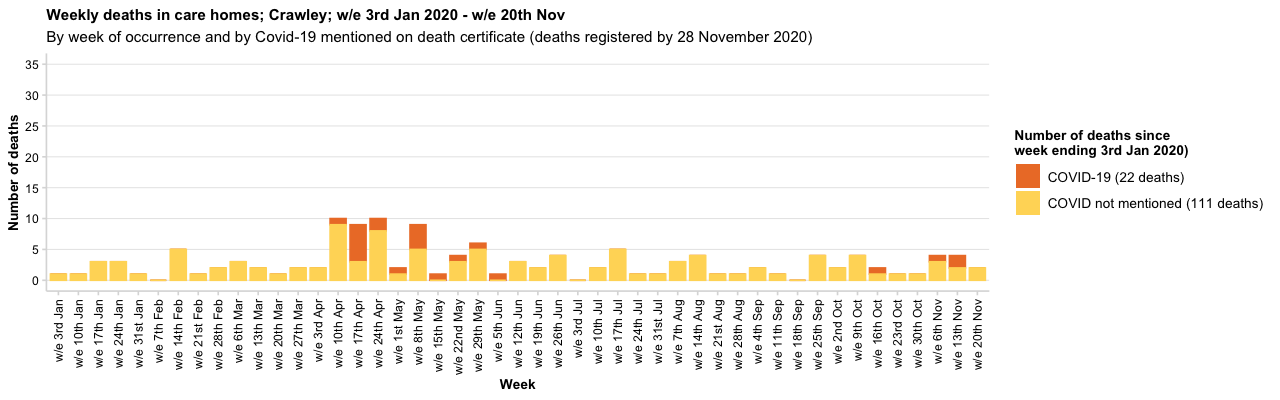 Weekly deaths in care homes; Crawley; w/e 3rd Jan 2020 - w/e 20th Nov
By week of occurrence and by Covid-19 mentioned on death certificate (deaths registered by 28 November 2020)
Number of deaths
35
30
25
20
15
10
5
0
w/e 3rd Jan
w/e 10th Jan
w/e 17th Jan
w/e 24th Jan
w/e 31st Jan
w/e 7th Feb
w/e 14th Feb
w/e 21st Feb
w/e 28th Feb
w/e 6th Mar
w/e 13th Mar
w/e 20th Mar
w/e 27th Mar
w/e 3rd Apr
w/e 10th Apr
w/e 17th Apr
w/e 24th Apr
w/e 1st May
w/e 8th May
w/e 15th May
w/e 22nd May
w/e 29th May
w/e 5th Jun
w/e 12th Jun
w/e 19th Jun
w/e 26th Jun
w/e 3rd Jul
w/e 10th Jul
w/e 17th Jul
w/e 24th Jul
w/e 31st Jul
w/e 7th Aug
w/e 14th Aug
w/e 21st Aug
w/e 28th Aug
w/e 4th Sep
w/e 11th Sep
w/e 18th Sep
w/e 25th Sep
w/e 2nd Oct
w/e 9th Oct
w/e 16th Oct
w/e 23rd Oct
w/e 30th Oct
w/e 6th Nov
w/e 13th Nov
w/e 20th Nov
Week
Number of deaths since
week ending 3rd Jan 2020)
COVID-19 (22 deaths)
COVID not mentioned (111 deaths)